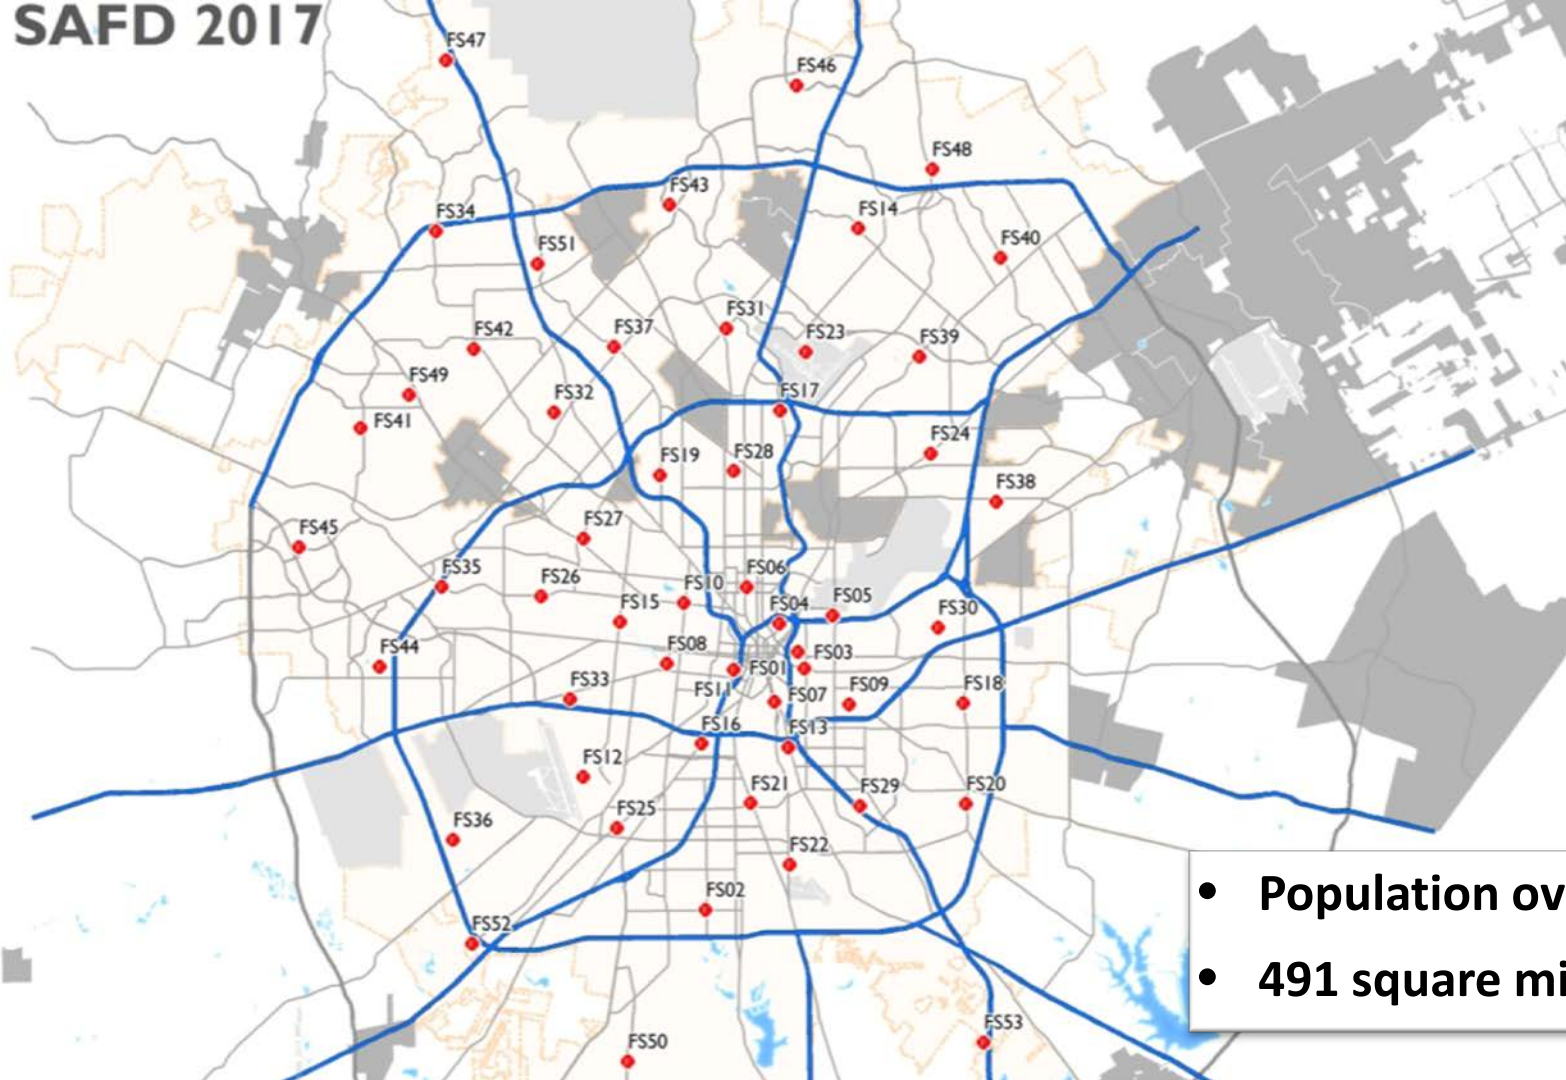 SAFD 2017
FS47
FS46
FS48
FS43
FS34
FS14
FS51
FS40
FS31
FS42
FS37
FS23
FS39
FS49
FS32
FS17
FS41
FS24
FS19
FS28
FS38
FS45
FS27
FS35
FS26
FS06
FS10
FS15
FS04
FS05
FS30
FS44
FS08
FS03
FS01
FS33
FS11
FS07
FS09
FS18
FS16
FS13
FS12
FS21
FS29
FS20
FS25
FS36
FS22
FS02
FS52
FS53
FS50
• Population ov
• 491 square mi